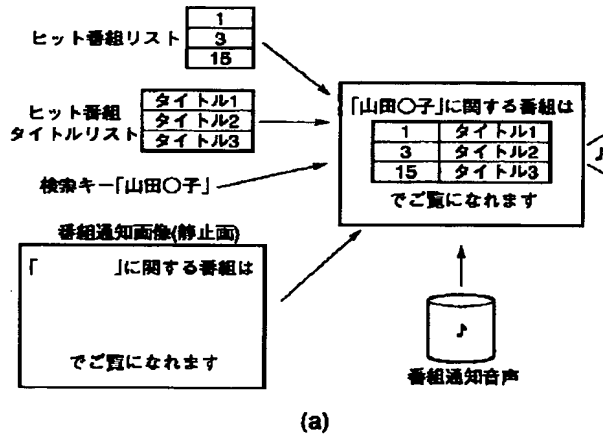 ヒット番組リスト
1
3
15
ヒット番組
タイトルリスト
タイトル1
タイトル2
タイトル3
検索キー「山田〇子」
番組通知画像(静止画)
「　　　」に関する番組は
でご覧になれます
「山田〇子」に関する番組は
1 タイトル1
3 タイトル2
15 タイトル3
でご覧になれます
♪
♪
番組通知音声
(a)